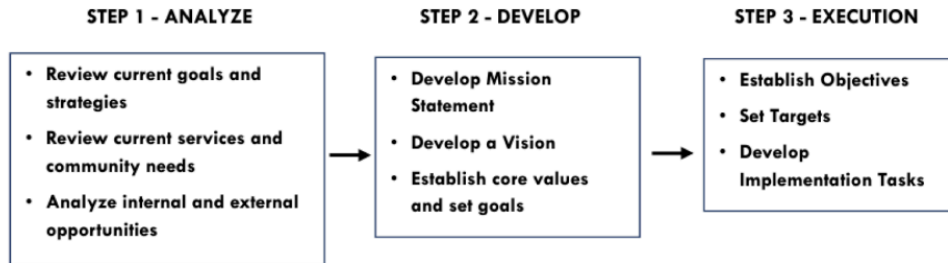 STEP 1 - ANALYZE
• Review current goals and
strategies
• Review current services and
community needs
• Analyze internal and external
opportunities
STEP 2 - DEVELOP
• Develop Mission
Statement
• Develop a Vision
• Establish core values
and set goals
STEP 3 - EXECUTION
• Establish Objectives
• Set Targets
• Develop
Implementation Tasks